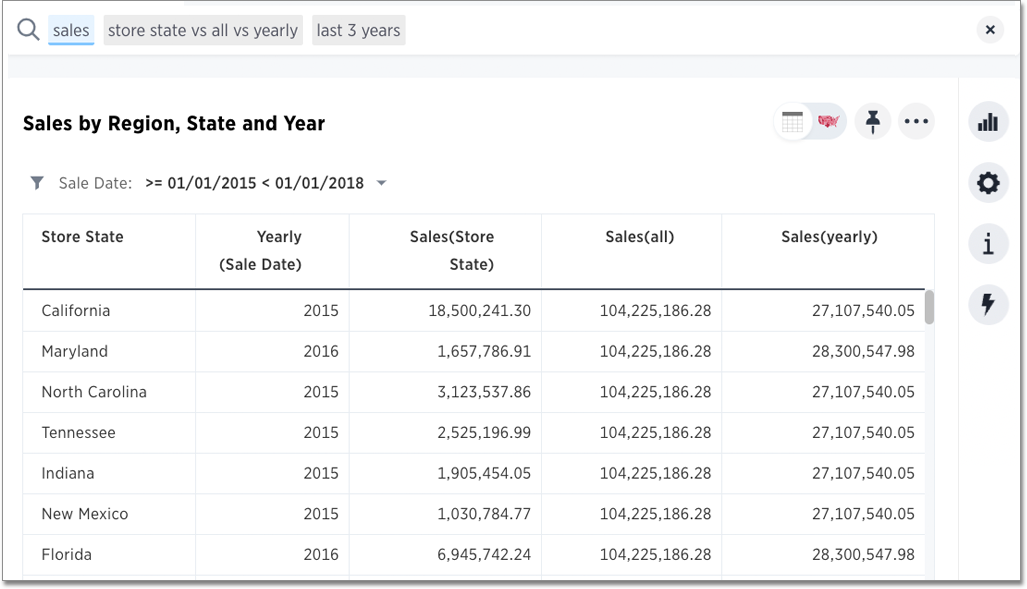 sales store state vs all vs yearly last 3 years
Sales by Region, State and Year
Sale Date: >= 01/01/2015 < 01/01/2018
Store State Yearly Sales(Store Sales(all) Sales(yearly)
(Sale Date) State)
California 2015 18,500,241.30 104,225,186.28 27,107,540.05
Maryland 2016 1,657,786.91 104,225,186.28 28,300,547.98
North Carolina 2015 3,123,537.86 104,225,186.28 27,107,540.05
Tennessee 2015 2,525,196.99 104,225,186.28 27,107,540.05
Indiana 2015 1,905,454.05 104,225,186.28 27,107,540.05
New Mexico 2015 1,030,784.77 104,225,186.28 27,107,540.05
Florida 2016 6,945,742.24 104,225,186.28 28,300,547.98